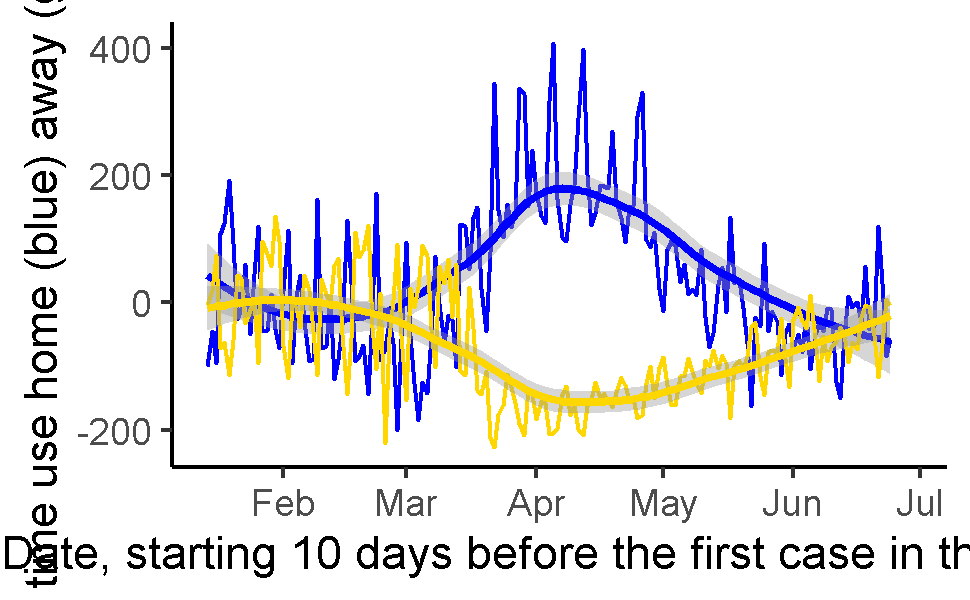 time use home (blue) away (
400
200
0
-200
Feb Mar Apr May Jun Jul
Date, starting 10 days before the first case in